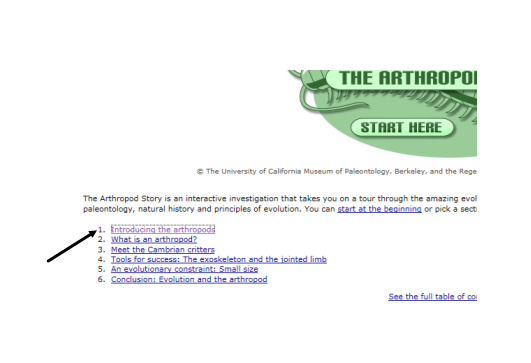 THE ARTHROPO
START HERE
© The University of California Museum of Paleontology, Berkeley, and the Rege
The Arthropod Story is an interactive investigation that takes you on a tour through the amazing evol
paleontology, natural history and principles of evolution. You can start at the beginning or pick a secti
1. Introducing the arthropods
2. What is an arthropod?
3. Meet the Cambrian critters
4. Tools for success: The exoskeleton and the jointed limb
5. An evolutionary constraint: Small size
6. Conclusion: Evolution and the arthropod
See the full table of co